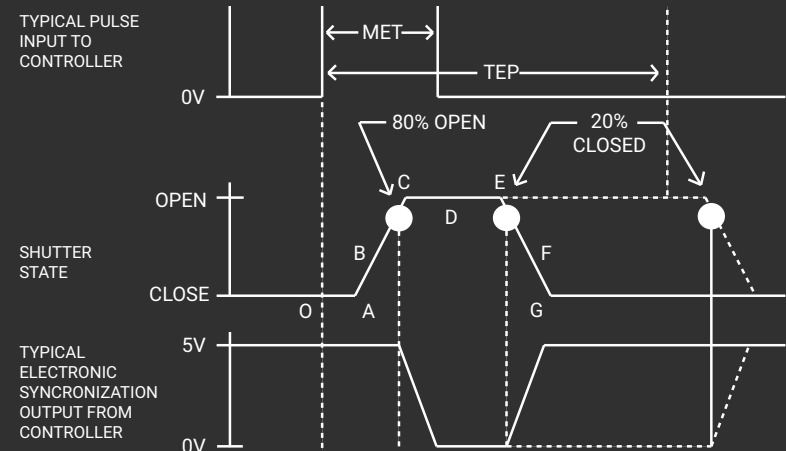 TYPICAL PULSE
INPUT TO
CONTROLLER
MET
TEP
0V
80% OPEN
20%
CLOSED
C
E
OPEN
D
B
F
SHUTTER
STATE
CLOSE
O
A
G
5V
TYPICAL
ELECTRONIC
SYNCRONIZATION
OUTPUT FROM
CONTROLLER
0V